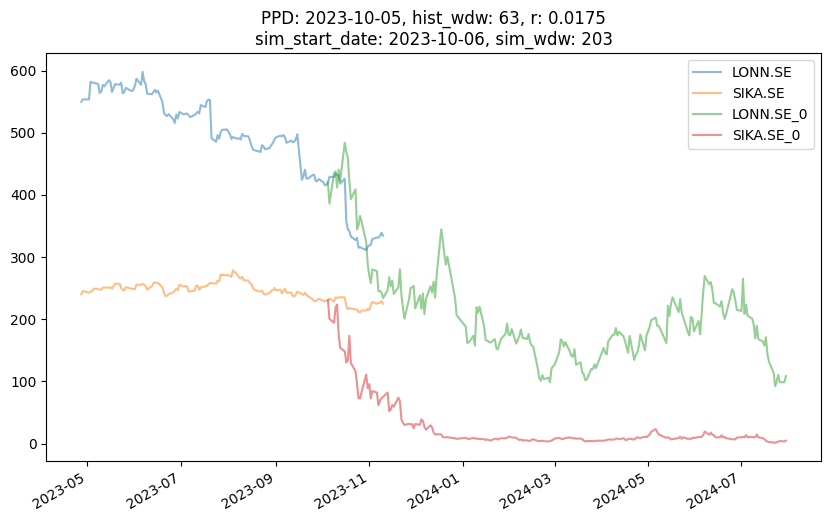 PPD: 2023-10-05, hist_wdw: 63, r: 0.0175
sim_start_date: 2023-10-06, sim_wdw: 203
LONN.SE
SIKA.SE
LONN.SE_0
SIKA.SE_0
600
500
400
300
200
100
0
2023-05
2023-07
2023-09
2023-11
2024-01
2024-03
2024-05
2024-07